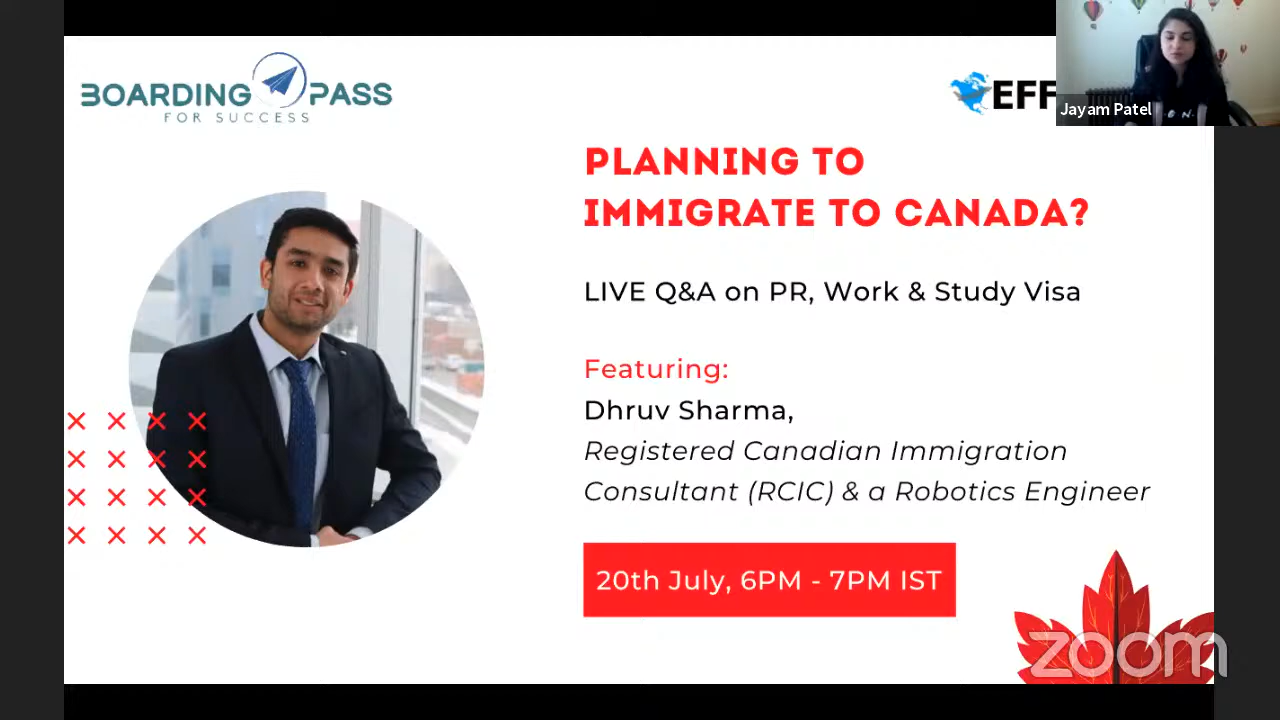 BOARDING PASS
FOR SUCCESS
EFF
Jayam Patel
PLANNING TO
IMMIGRATE TO CANADA?
LIVE Q&A on PR, Work & Study Visa
Featuring:
Dhruv Sharma,
Registered Canadian Immigration
Consultant (RCIC) & a Robotics Engineer
20th July, 6PM - 7PM IST
zoom